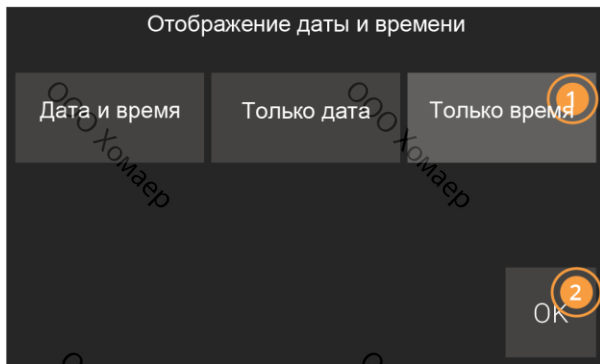 Отображение даты и времени
Дата и время
Только дата
Только время
1
ООО Хомаер
ООО Хомаер
2
OK